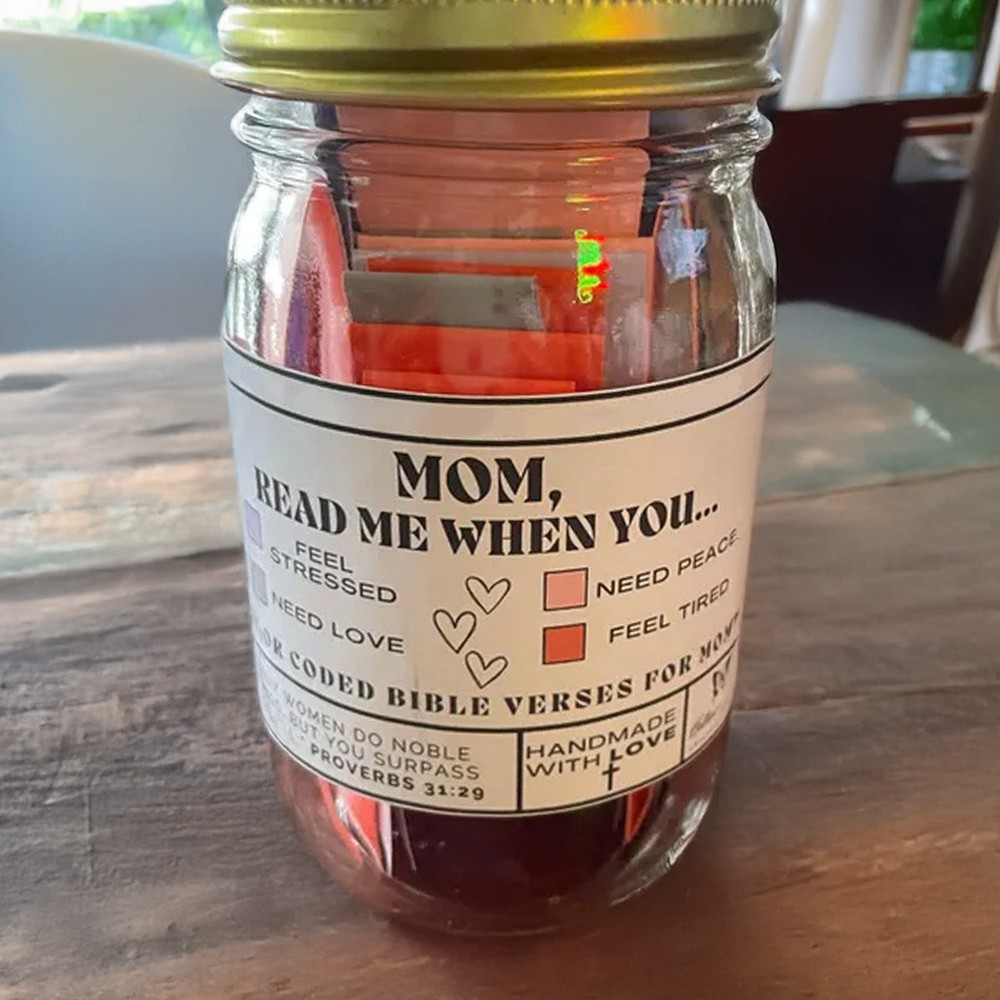 MOM,
READ ME WHEN YOU...
FEEL
STRESSED
NEED LOVE
NEED PEACE
FEEL TIRED
CODED BIBLE VERSES FOR MOM
WOMEN DO NOBLE
BUT YOU SURPASS
PROVERBS 31:29
HANDMADE
WITH LOVE